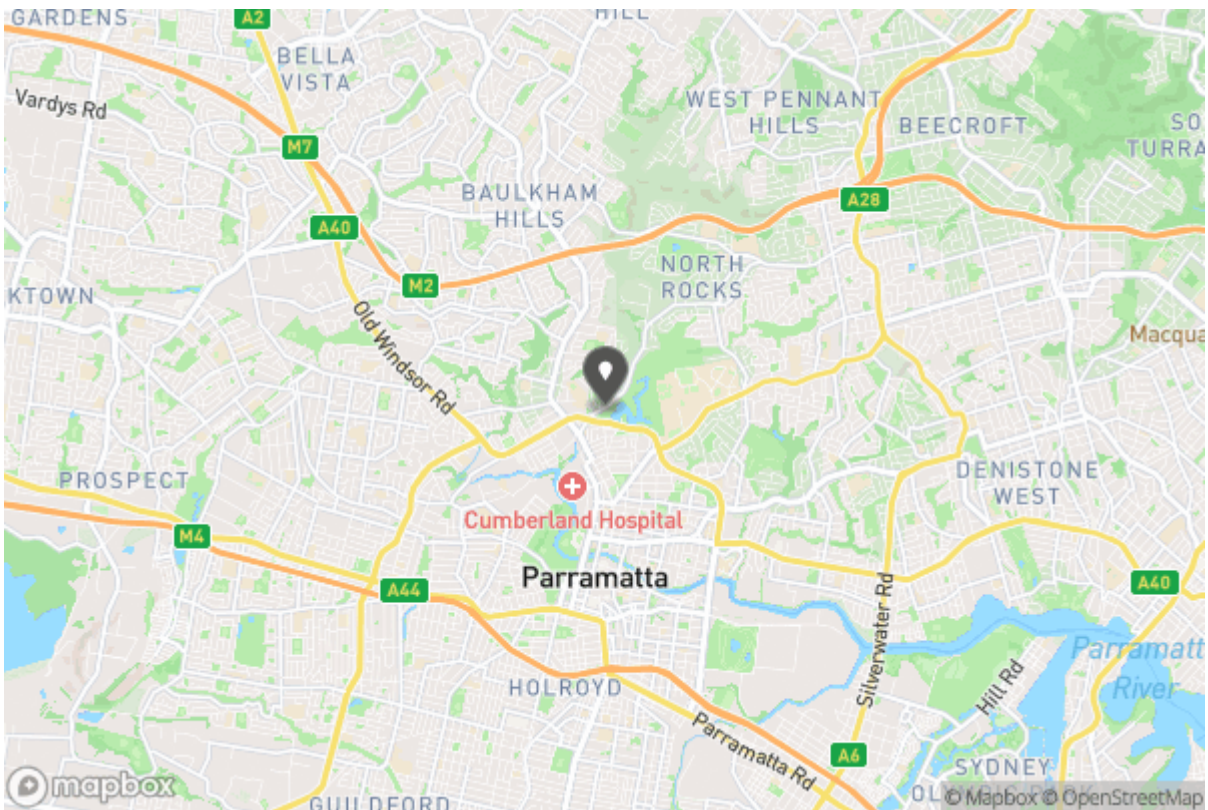 GARDENS
A2
HILL
BELLA
VISTA
Vardys Rd
WEST PENNANT
HILLS
BEECROFT
SO
TURRA
M7
BAULKHAM
HILLS
A28
A40
NORTH
ROCKS
M2
KTOWN
Old Windsor Rd
Macqua
PROSPECT
DENISTONE
WEST
Cumberland Hospital
M4
Parramatta
A44
A40
Silverwater Rd
Parramatt
River
HOLROYD
Hill Rd
Parramatta Rd
A6
SYDNEY
OLYMPIC PARK
GUILDFORD
mapbox
© Mapbox © OpenStreetMap